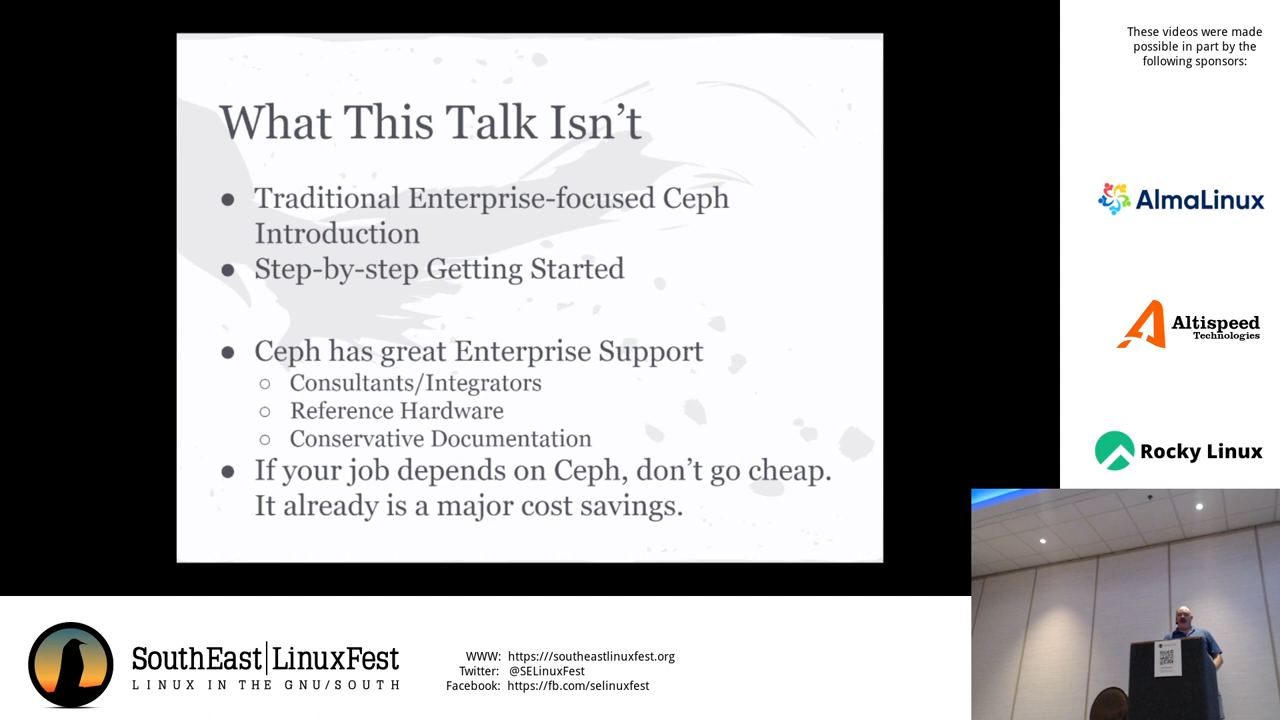 What This Talk Isn’t
● Traditional Enterprise-focused Ceph
Introduction
● Step-by-step Getting Started
● Ceph has great Enterprise Support
○ Consultants/Integrators
○ Reference Hardware
○ Conservative Documentation
● If your job depends on Ceph, don’t go cheap.
It already is a major cost savings.
These videos were made
possible in part by the
following sponsors:
AlmaLinux
Altispeed
Technologies
Rocky Linux
SouthEast|LinuxFest
LINUX IN THE GNU/SOUTH
WWW: https://southeastlinuxfest.org
Twitter: @SELinuxFest
Facebook: https://fb.com/selinuxfest